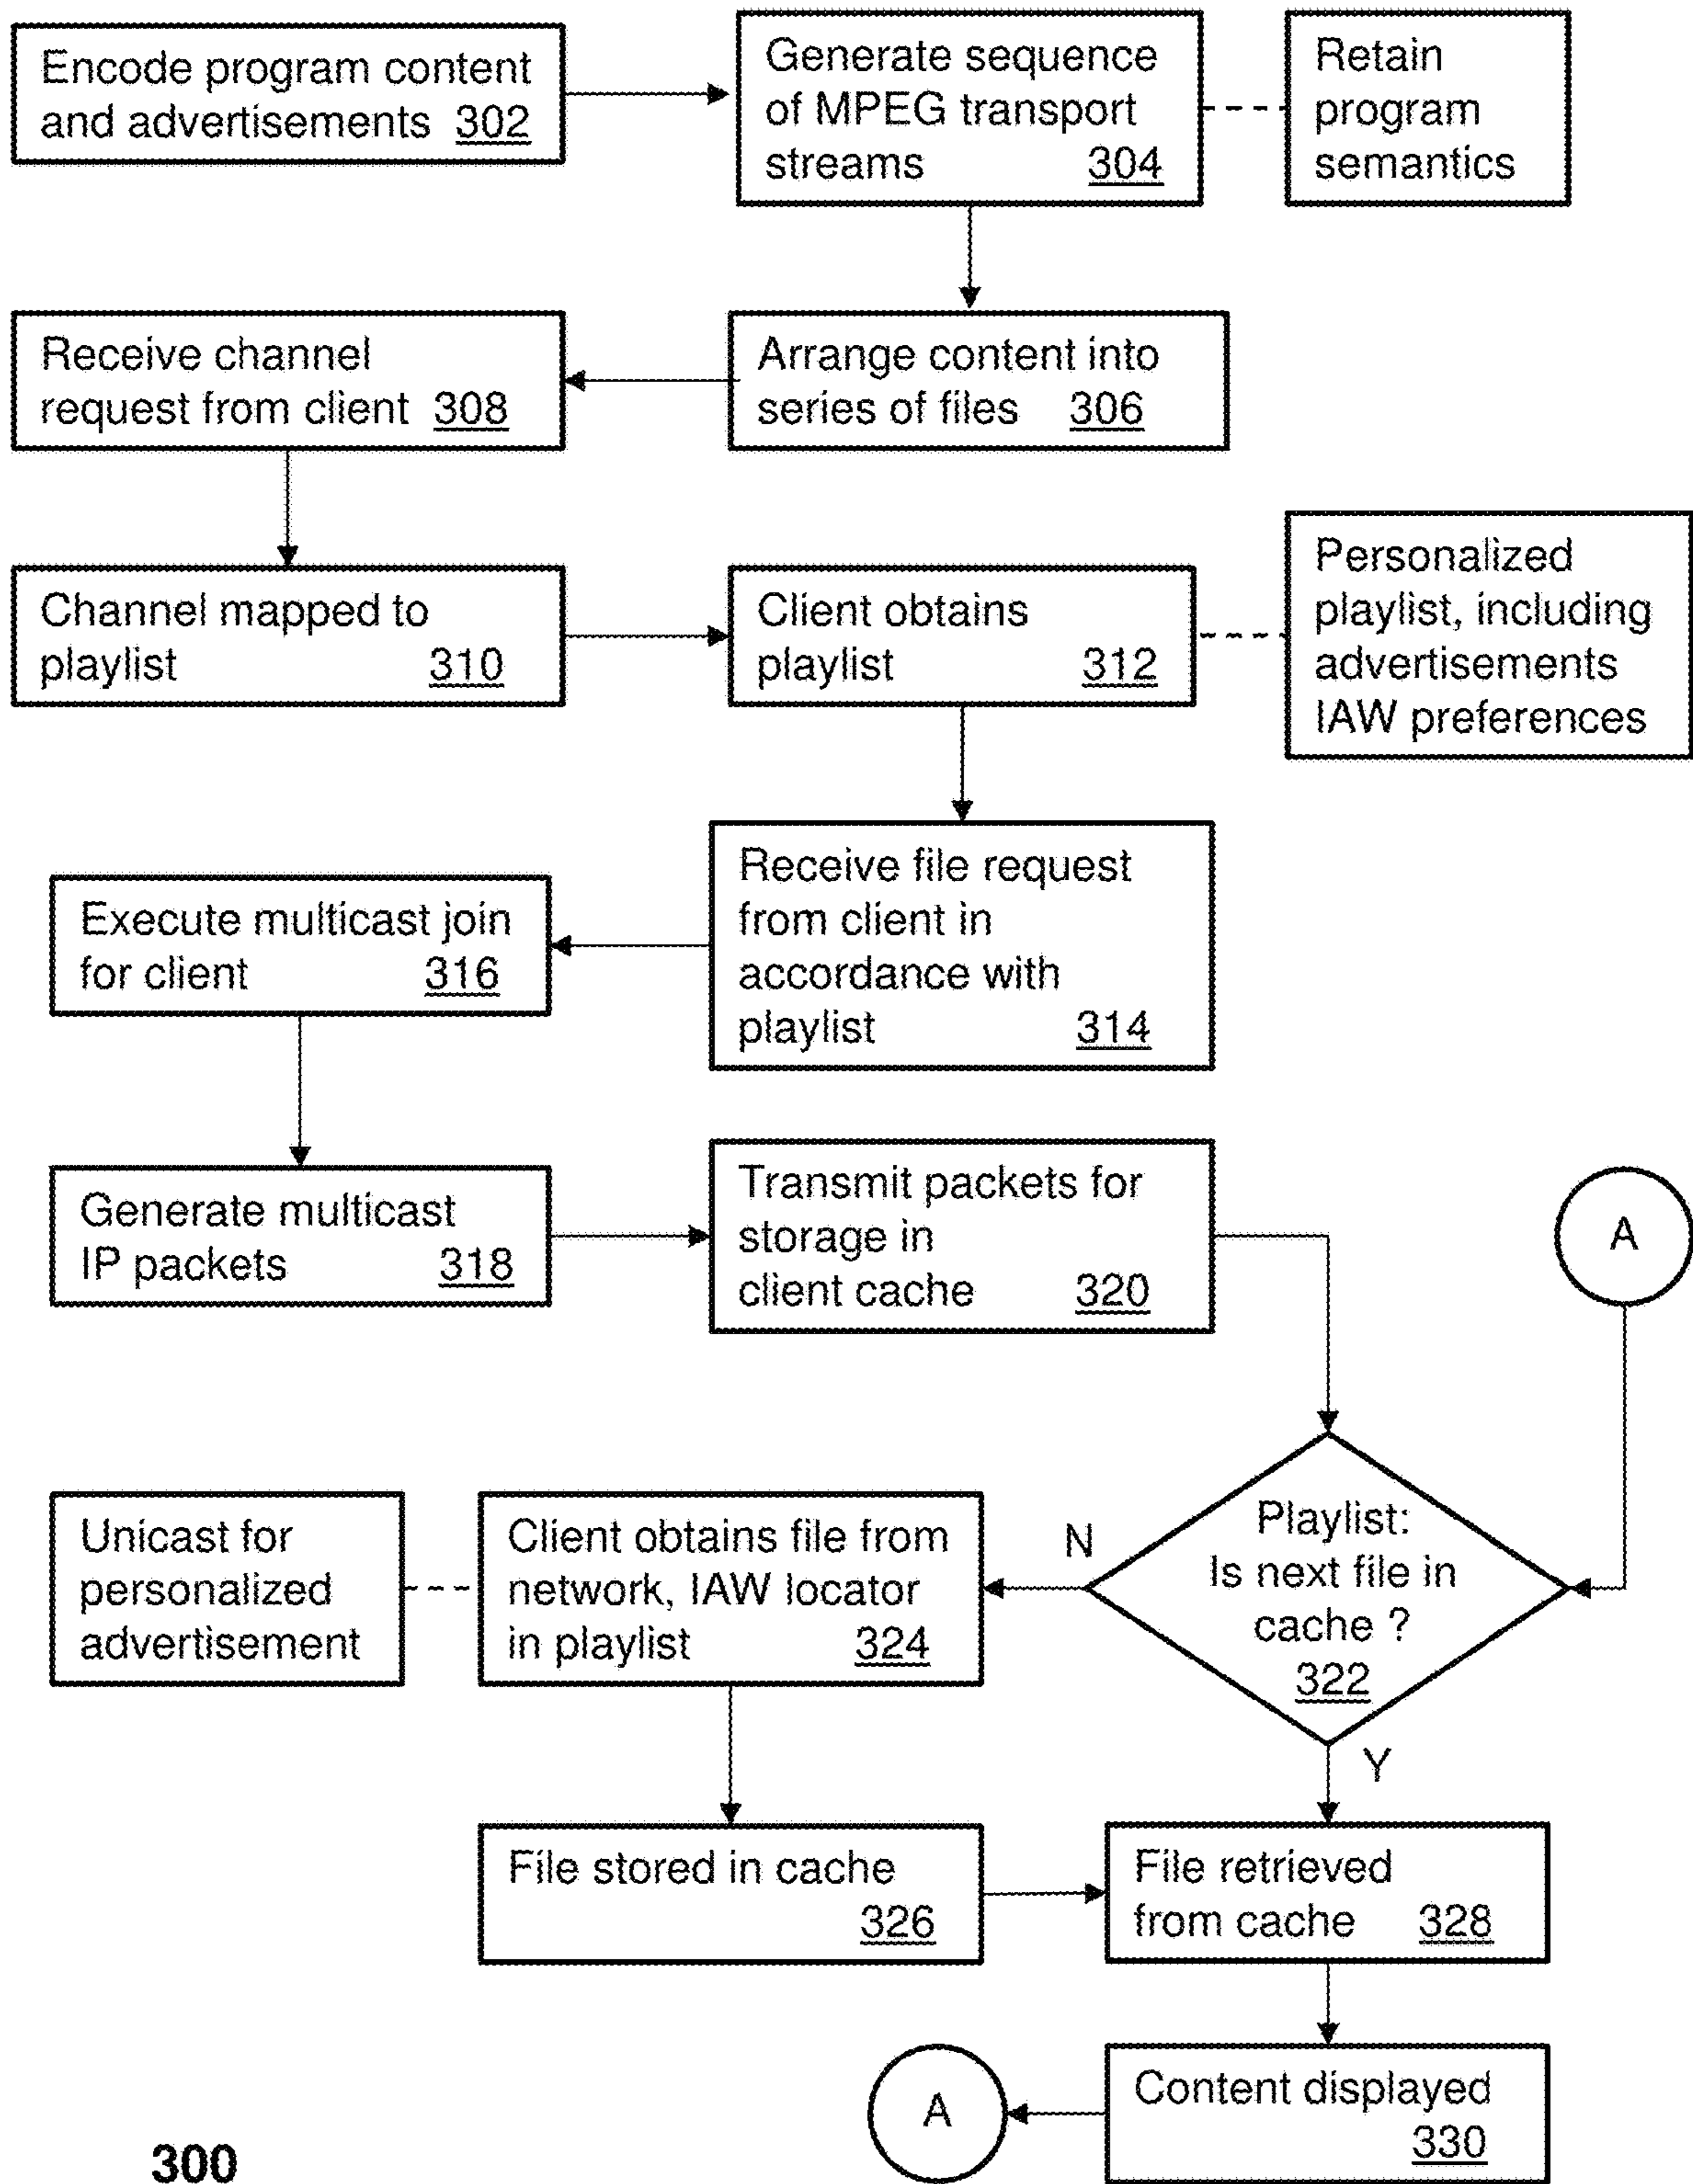 Encode program content
and advertisements 302
Generate sequence
of MPEG transport
streams 304
Retain
program
semantics
Receive channel
request from client 308
Arrange content into
series of files 306
Channel mapped to
playlist 310
Client obtains
playlist 312
Personalized
playlist, including
advertisements
IAW preferences
Execute multicast join
for client 316
Receive file request
from client in
accordance with
playlist 314
Generate multicast
IP packets 318
Transmit packets for
storage in
client cache 320
A
Unicast for
personalized
advertisement
Client obtains file from
network, IAW locator
in playlist 324
N
Playlist:
Is next file in
cache ?
322
Y
File stored in cache
326
File retrieved
from cache 328
A
Content displayed
330
300